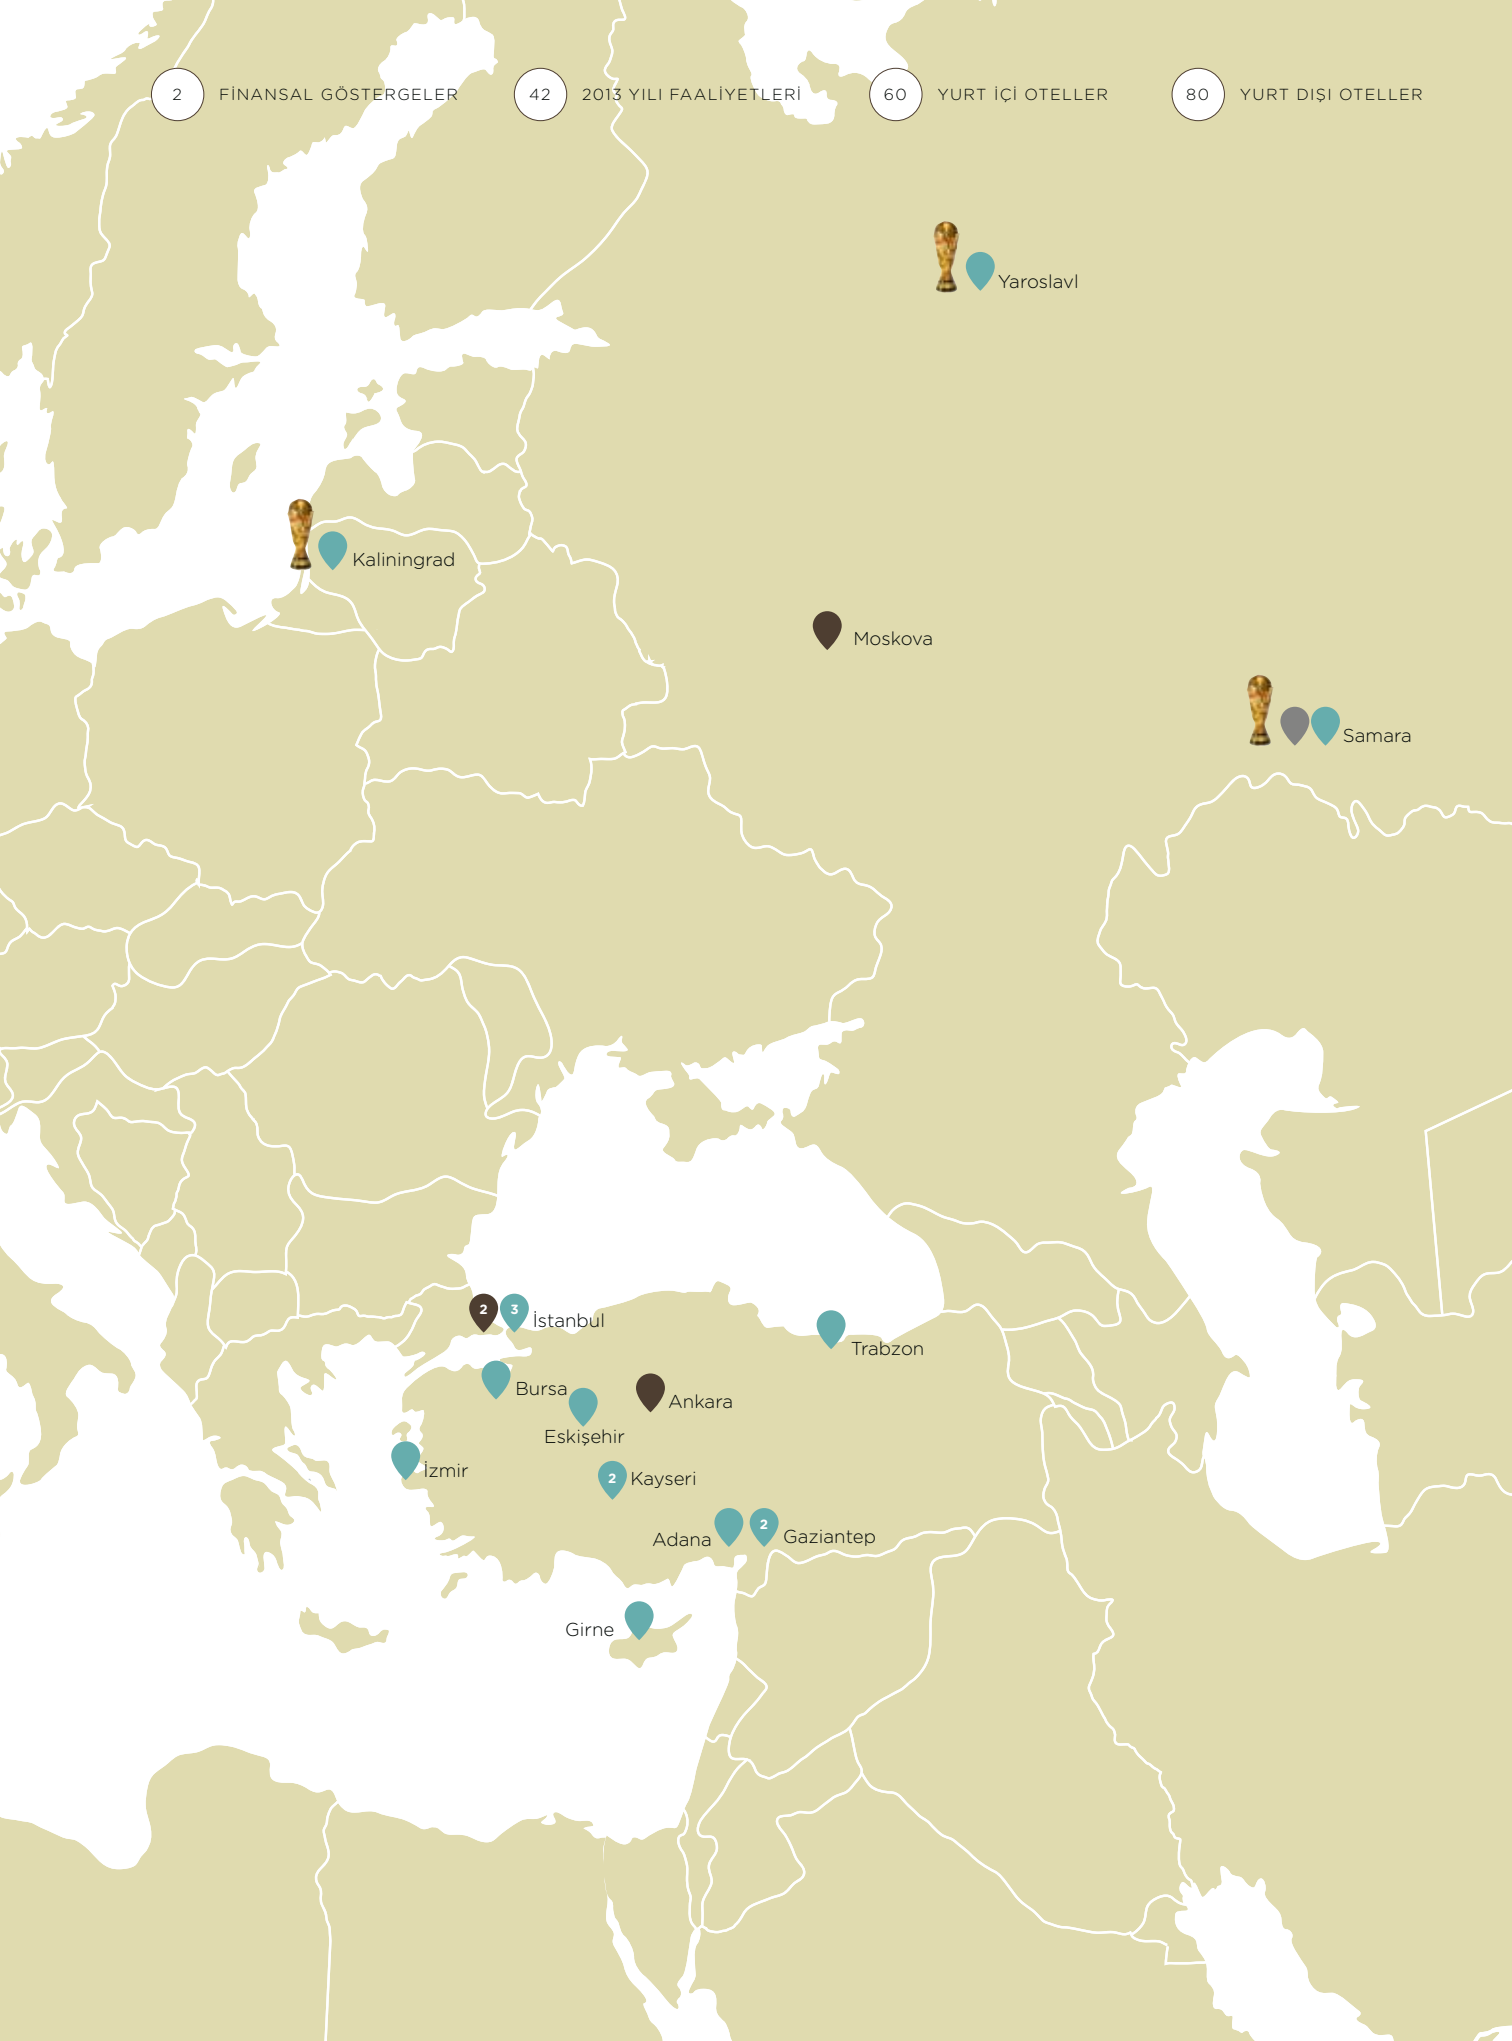 2 FİNANSAL GÖSTERGELER 42 2013 YILI FAALİYETLERİ 60 YURT İÇİ OTELLER 80 YURT DIŞI OTELLER
Yaroslavl
Kaliningrad
Moskova
Samara
2 3 İstanbul
Trabzon
Bursa
Ankara
Eskişehir
İzmir
2 Kayseri
Adana 2 Gaziantep
Girne